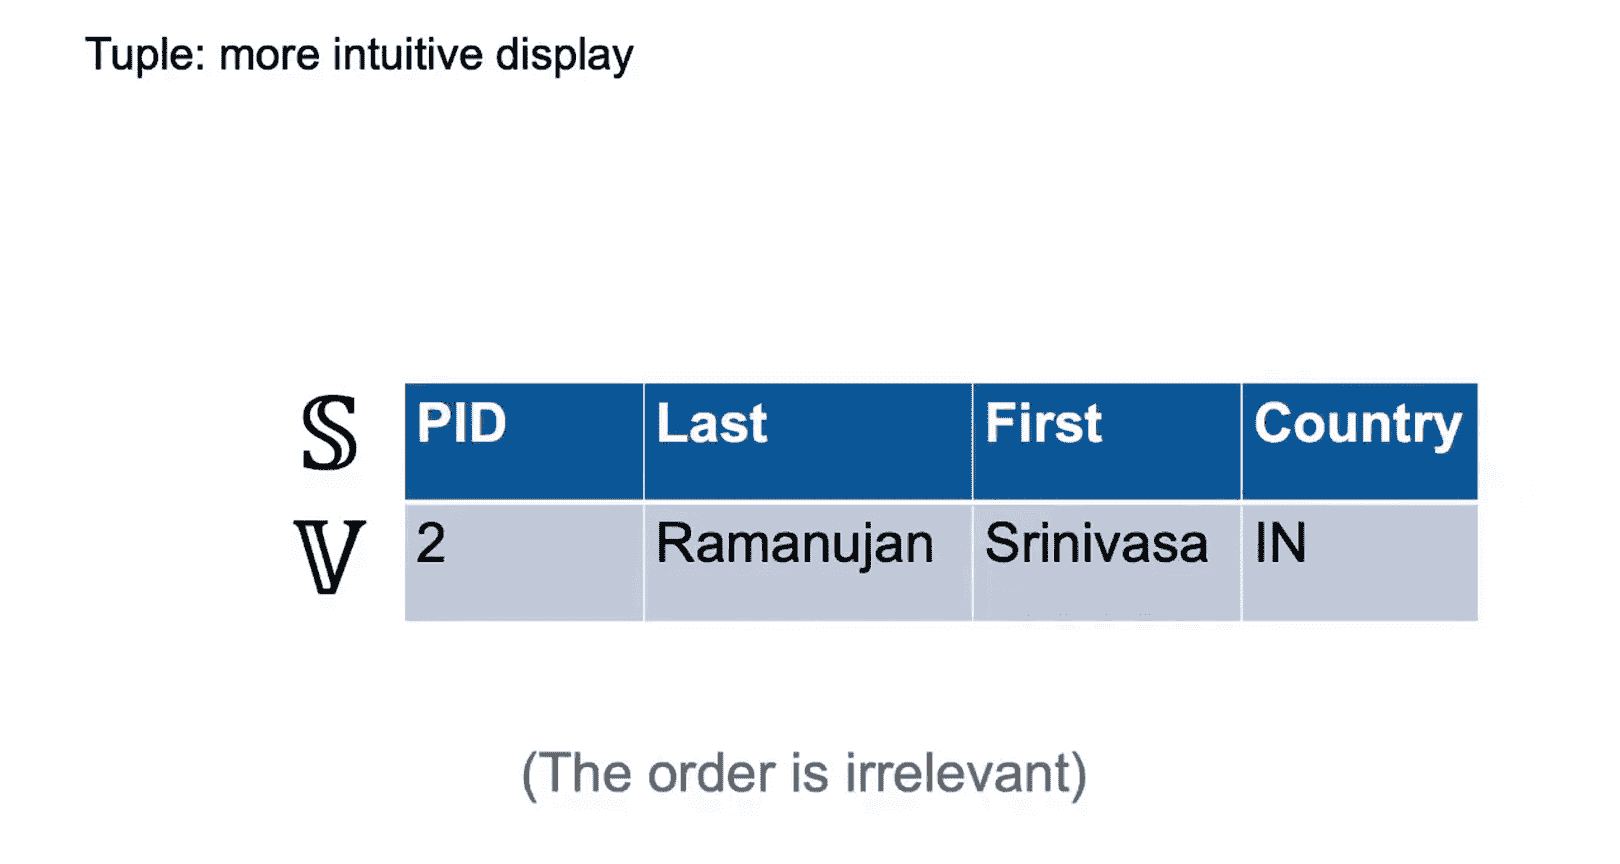 Tuple: more intuitive display
𝕊 PID Last First Country
𝕍 2 Ramanujan Srinivasa IN
(The order is irrelevant)